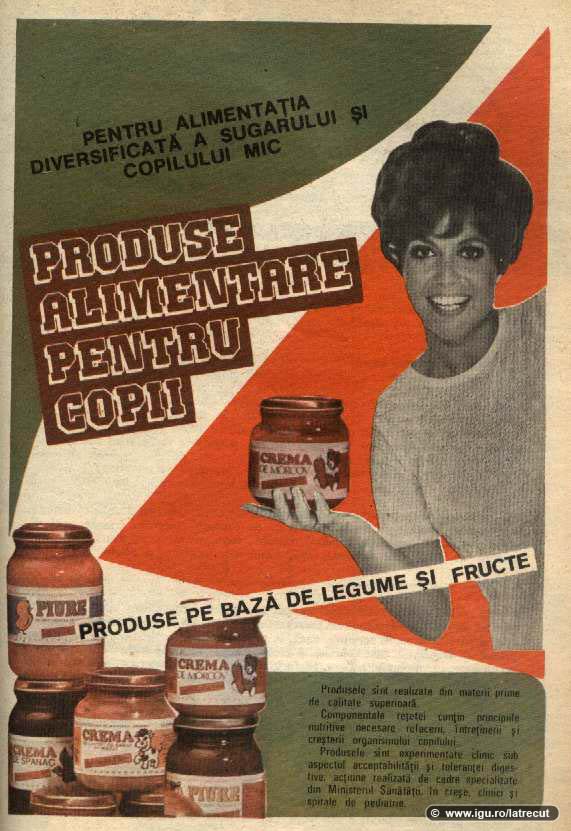 PENTRU ALIMENTAȚIA
DIVERSIFICATĂ A SUGARULUI ȘI
COPILULUI MIC
PRODUSE
ALIMENTARE
PENTRU
COPII
CREMA
DE MORCOV
PRODUSE PE BAZĂ DE LEGUME ȘI FRUCTE
PIURE
CREMA
DE MORCOV
CREMA
CREMA
DE SPANAC
PIURE
Produsele sînt realizate din materii prime
de calitate superioară.
Componentele rețetei conțin principiile
nutritive necesare refacerii, întreținerii și
creșterii organismului copilului.
Produsele sînt experimentate clinic sub
aspectul acceptabilității și toleranței diges-
tive, acțiune realizată de cadre specializate
din Ministerul Sănătății, în creșe, clinici și
spitale de pediatrie.
© www.igu.ro/latrecut